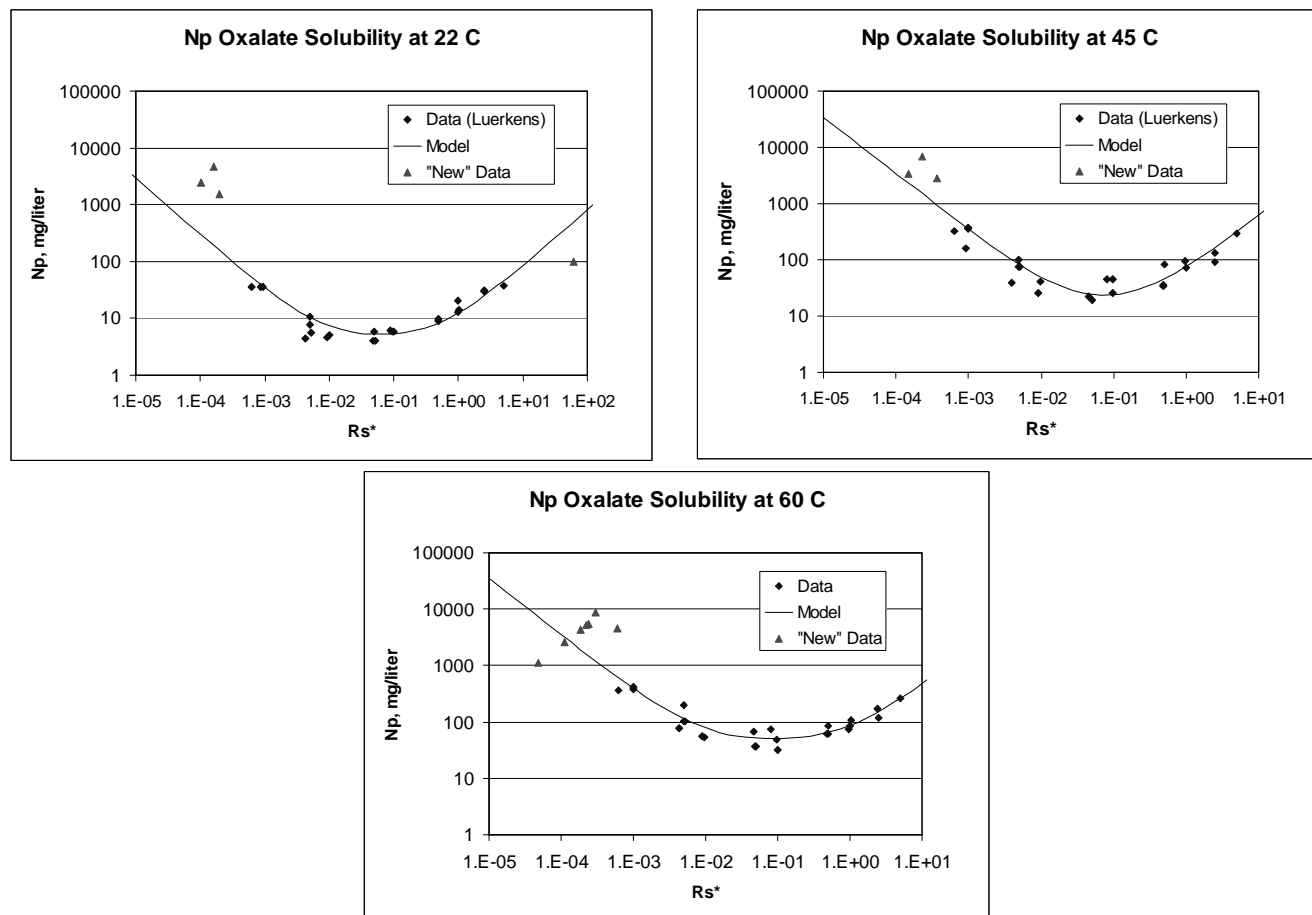 Np Oxalate Solubility at 22 C
Np, mg/liter
100000
10000
1000
100
10
1
Data (Luerkens)
Model
"New" Data
1.E-05 1.E-04 1.E-03 1.E-02 1.E-01 1.E+00 1.E+01 1.E+02
Rs*
Np Oxalate Solubility at 45 C
Np, mg/liter
100000
10000
1000
100
10
1
Data (Luerkens)
Model
"New" Data
1.E-05 1.E-04 1.E-03 1.E-02 1.E-01 1.E+00 1.E+01
Rs*
Np Oxalate Solubility at 60 C
Np, mg/liter
100000
10000
1000
100
10
1
Data
Model
"New" Data
1.E-05 1.E-04 1.E-03 1.E-02 1.E-01 1.E+00 1.E+01
Rs*